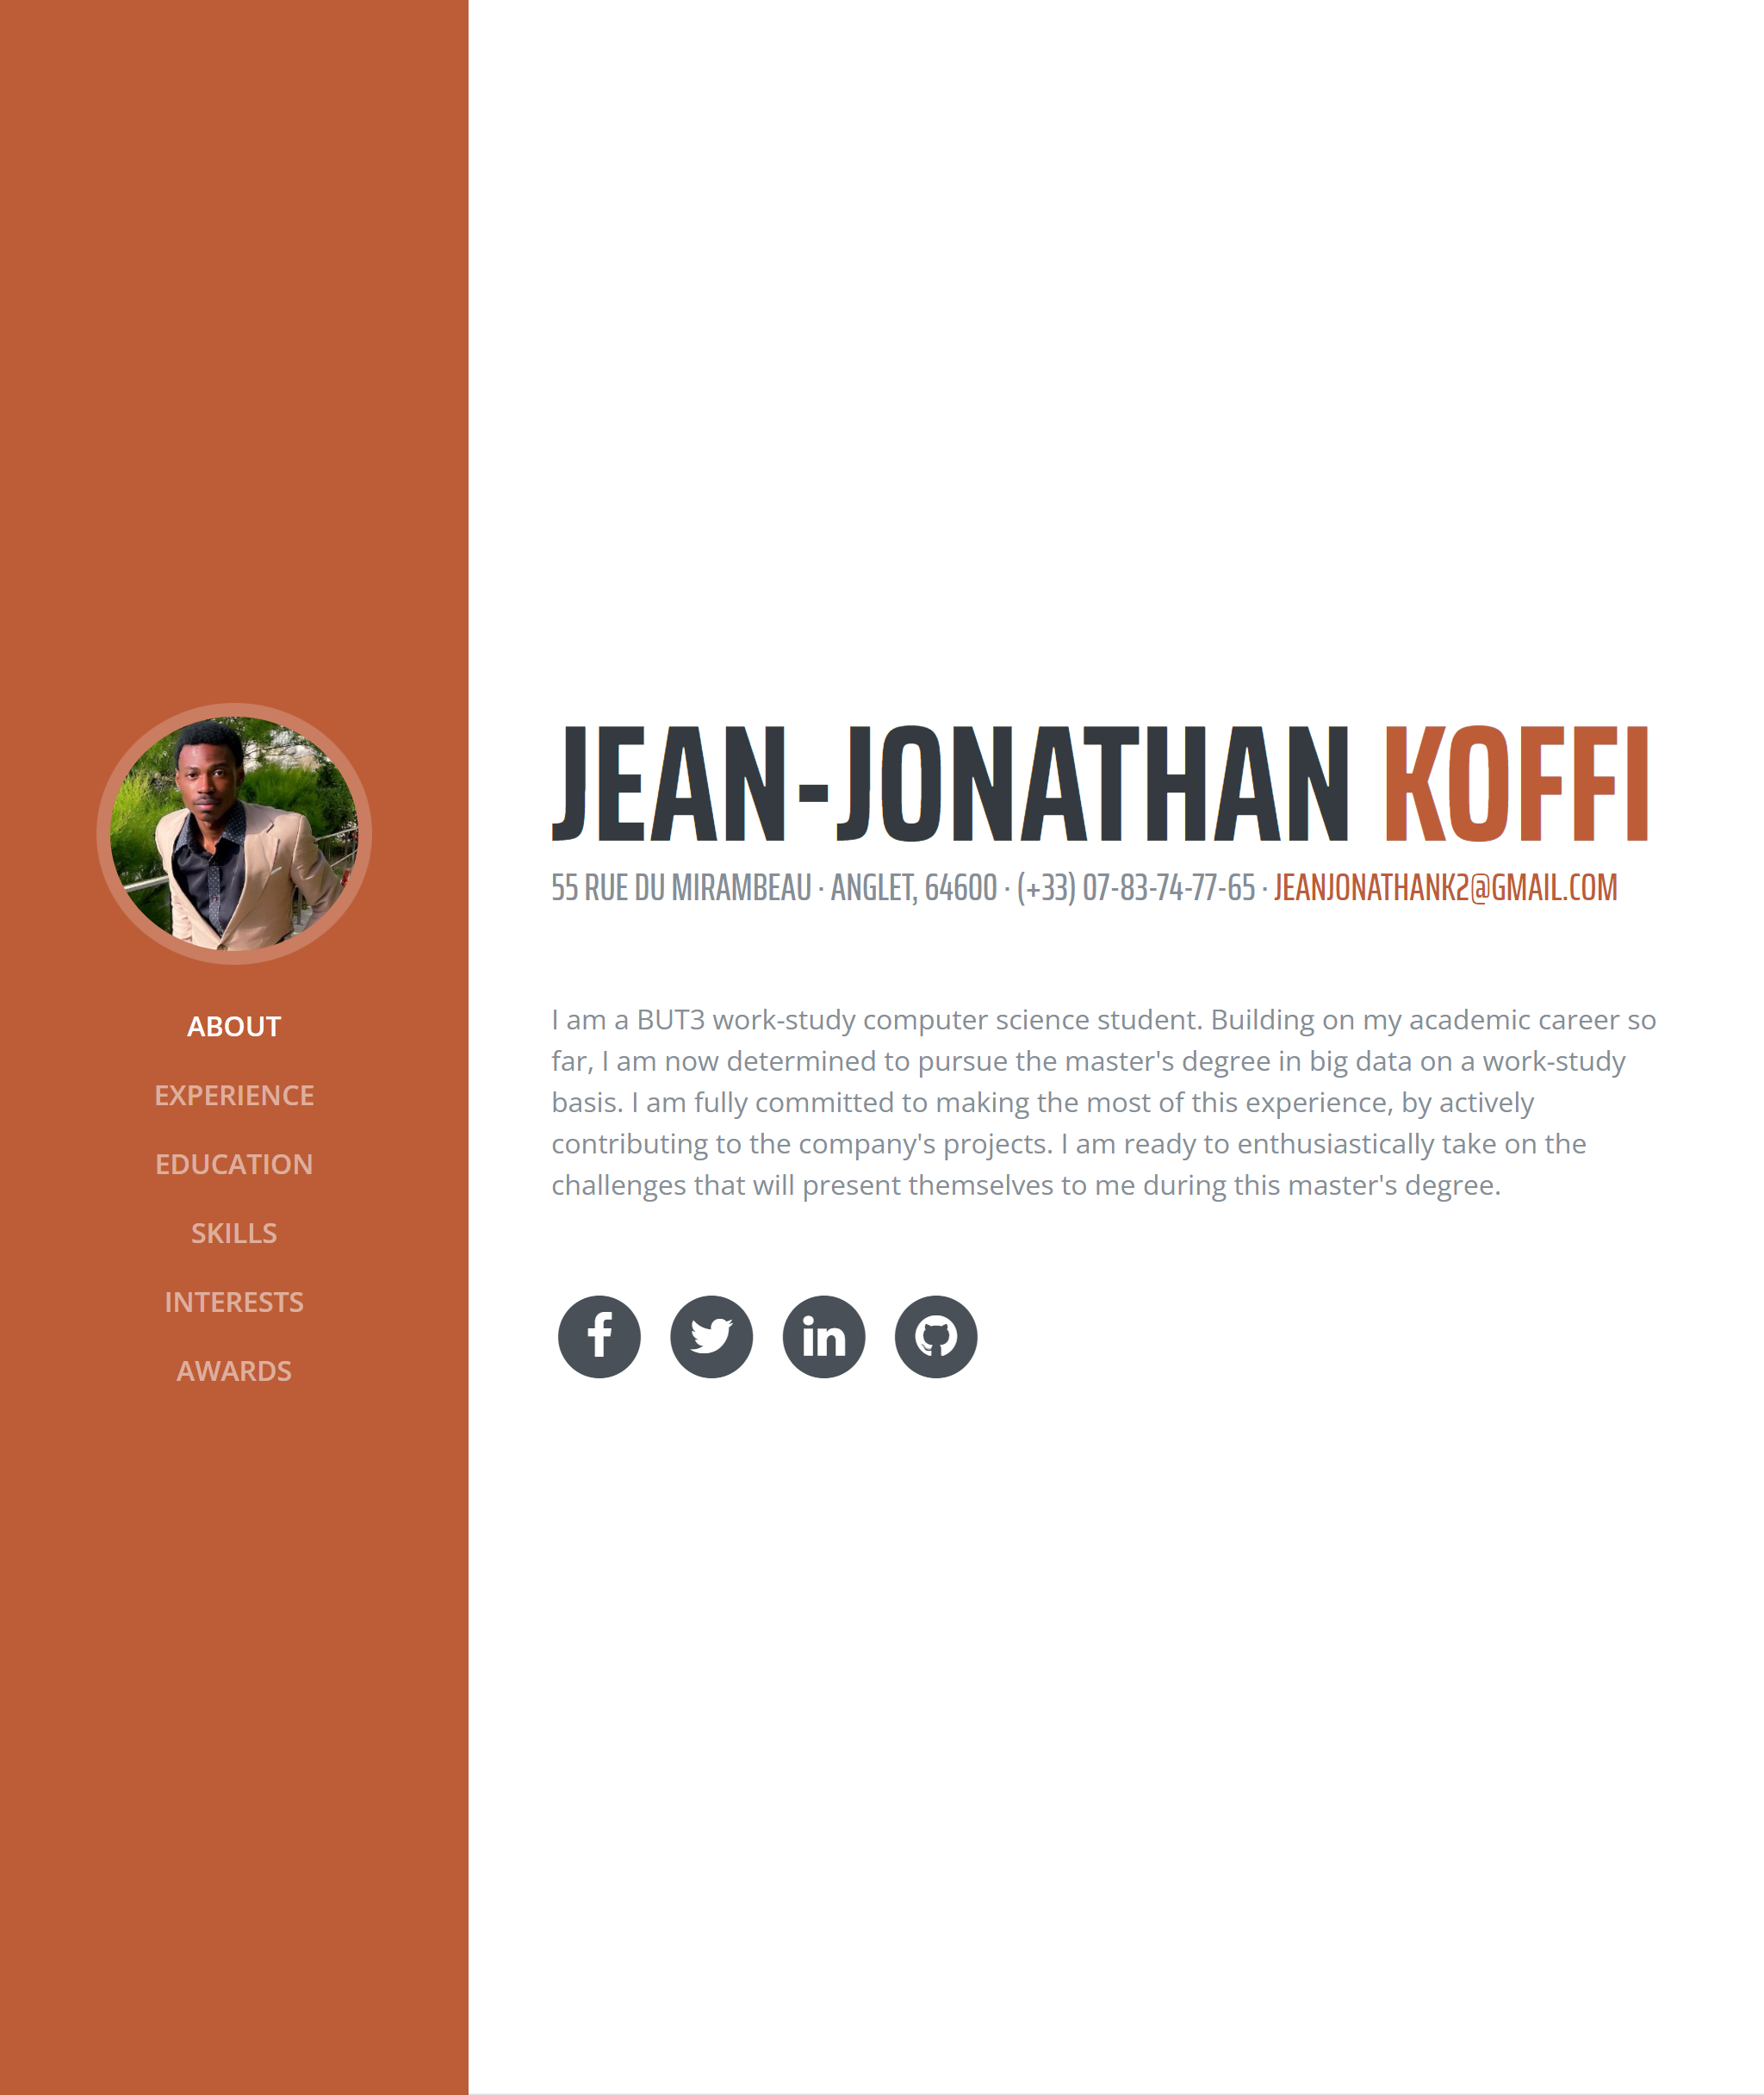 ABOUT
EXPERIENCE
EDUCATION
SKILLS
INTERESTS
AWARDS
JEAN-JONATHAN KOFFI
55 RUE DU MIRAMBEAU · ANGLET, 64600 · (+33) 07-83-74-77-65 · JEANJONATHANK2@GMAIL.COM
I am a BUT3 work-study computer science student. Building on my academic career so
far, I am now determined to pursue the master's degree in big data on a work-study
basis. I am fully committed to making the most of this experience, by actively
contributing to the company's projects. I am ready to enthusiastically take on the
challenges that will present themselves to me during this master's degree.